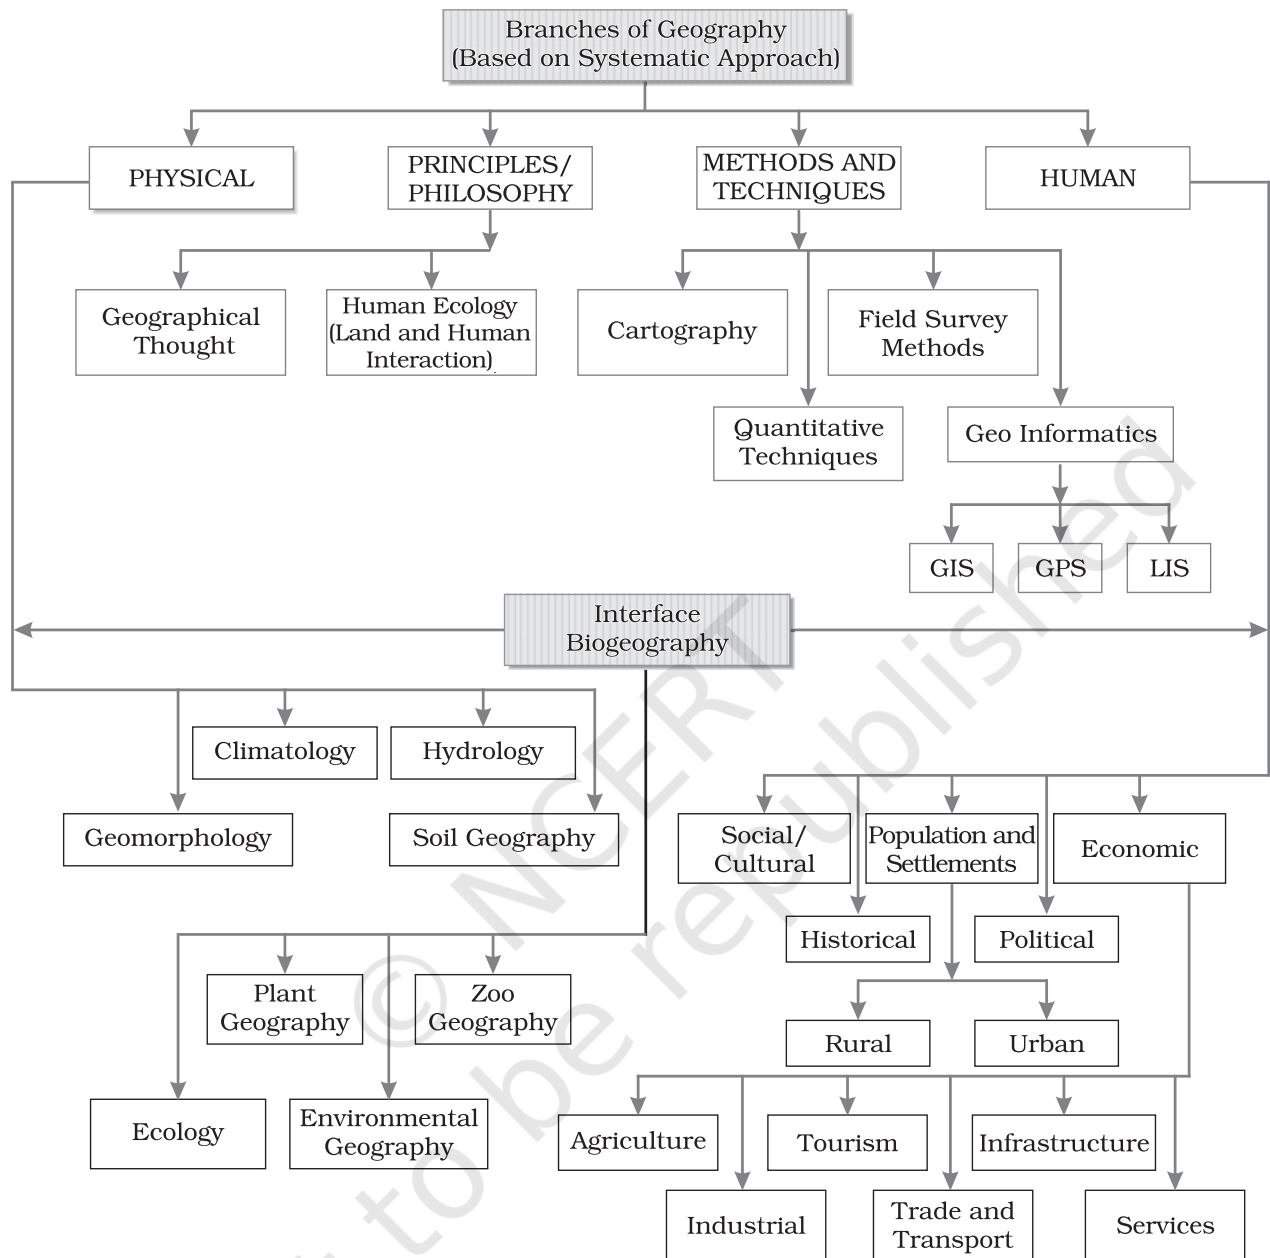 Branches of Geography
(Based on Systematic Approach)
PHYSICAL
PRINCIPLES/
PHILOSOPHY
METHODS AND
TECHNIQUES
HUMAN
Geographical
Thought
Human Ecology
(Land and Human
Interaction)
Cartography
Field Survey
Methods
Quantitative
Techniques
Geo Informatics
GIS
GPS
LIS
Interface
Biogeography
Climatology
Hydrology
Geomorphology
Soil Geography
Social/
Cultural
Population and
Settlements
Economic
Historical
Political
Plant
Geography
Zoo
Geography
Rural
Urban
Ecology
Environmental
Geography
Agriculture
Tourism
Infrastructure
Industrial
Trade and
Transport
Services
© NCERT
to be republished